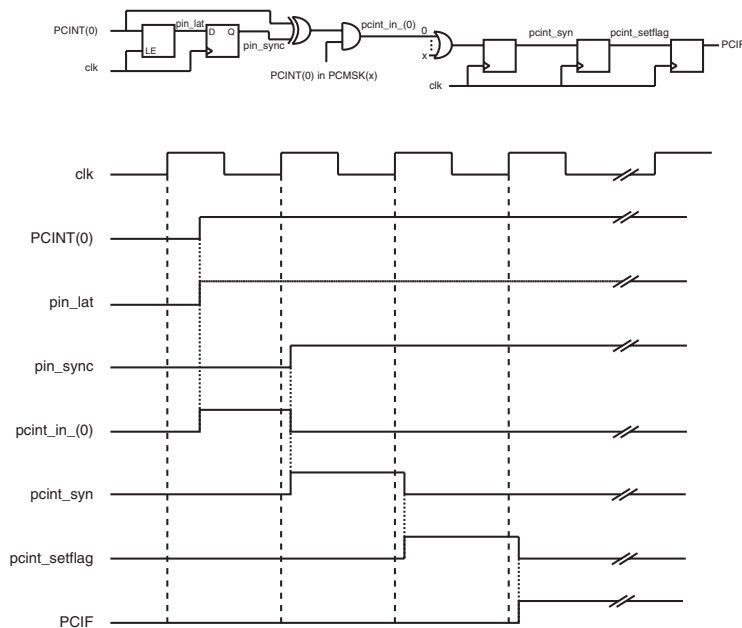 PCINT(0)
pin_lat
D Q
LE
pin_sync
clk
PCINT(0) in PCMSK(x)
pcint_in_(0)
0
x
pcint_syn
pcint_setflag
PCIF
clk
clk
PCINT(0)
pin_lat
pin_sync
pcint_in_(0)
pcint_syn
pcint_setflag
PCIF